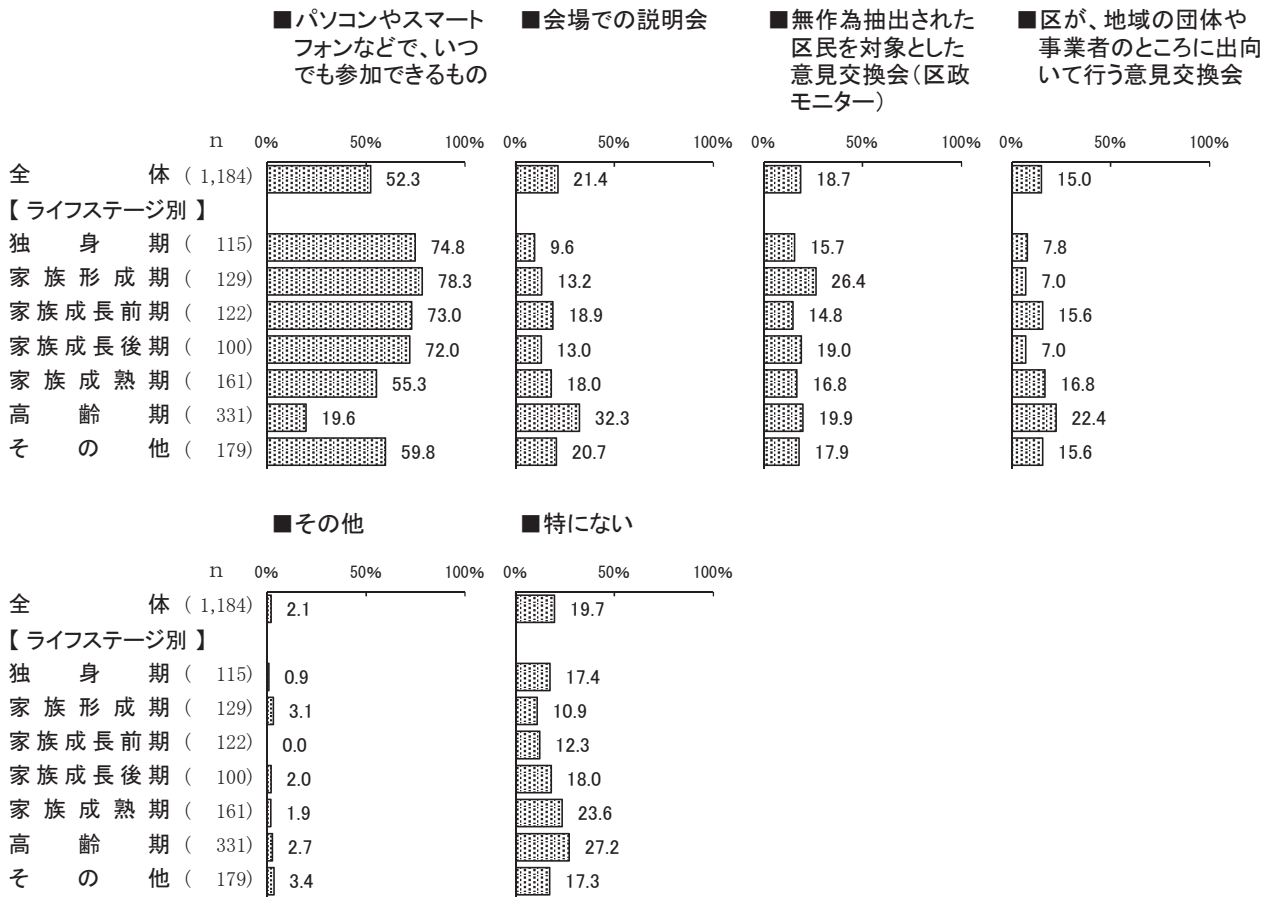 ■パソコンやスマート
フォンなどで、いつ
でも参加できるもの
■会場での説明会
■無作為抽出された
区民を対象とした
意見交換会(区政
モニター)
■区が、地域の団体や
事業者のところに出向
いて行う意見交換会
n 0% 50% 100% 0% 50% 100% 0% 50% 100% 0% 50% 100%
全体 ( 1,184) 52.3 21.4 18.7 15.0
【 ライフステージ別 】
独身期 ( 115) 74.8 9.6 15.7 7.8
家族形成期 ( 129) 78.3 13.2 26.4 7.0
家族成長前期 ( 122) 73.0 18.9 14.8 15.6
家族成長後期 ( 100) 72.0 13.0 19.0 7.0
家族成熟期 ( 161) 55.3 18.0 16.8 16.8
高齢期 ( 331) 19.6 32.3 19.9 22.4
その他 ( 179) 59.8 20.7 17.9 15.6
■その他 ■特にない
n 0% 50% 100% 0% 50% 100%
全体 ( 1,184) 2.1 19.7
【 ライフステージ別 】
独身期 ( 115) 0.9 17.4
家族形成期 ( 129) 3.1 10.9
家族成長前期 ( 122) 0.0 12.3
家族成長後期 ( 100) 2.0 18.0
家族成熟期 ( 161) 1.9 23.6
高齢期 ( 331) 2.7 27.2
その他 ( 179) 3.4 17.3